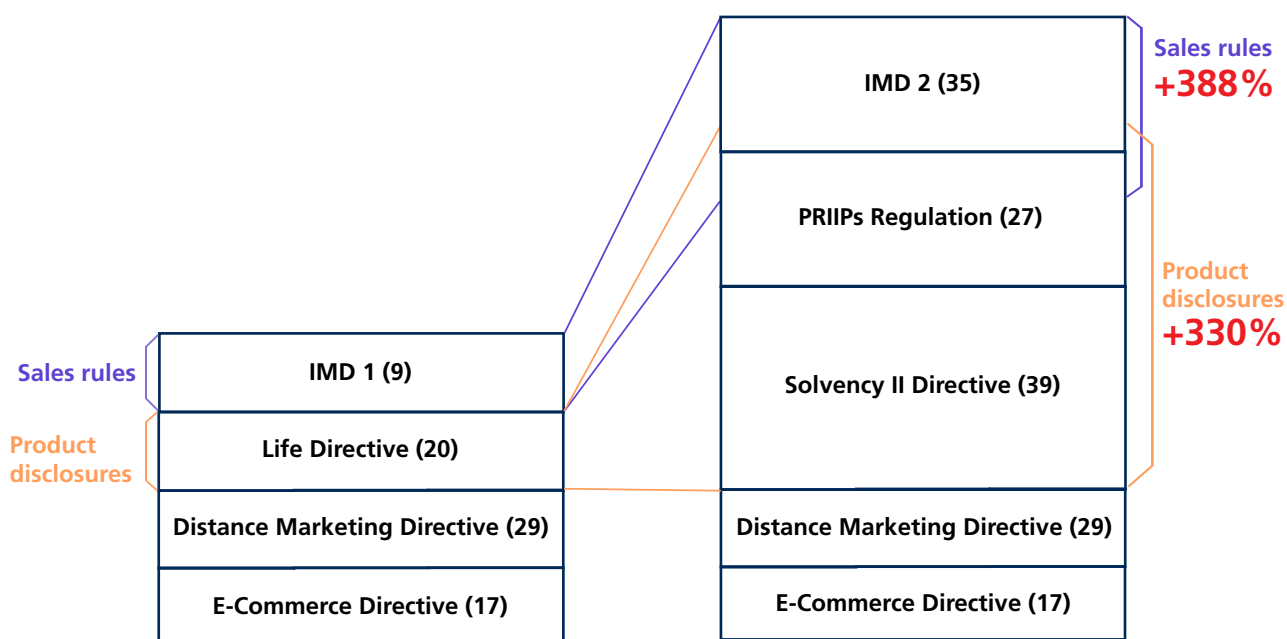 Sales rules
IMD 1 (9)
Product
disclosures
Life Directive (20)
Distance Marketing Directive (29)
E-Commerce Directive (17)
IMD 2 (35)
PRIIPs Regulation (27)
Solvency II Directive (39)
Distance Marketing Directive (29)
E-Commerce Directive (17)
Sales rules
+388%
Product
disclosures
+330%